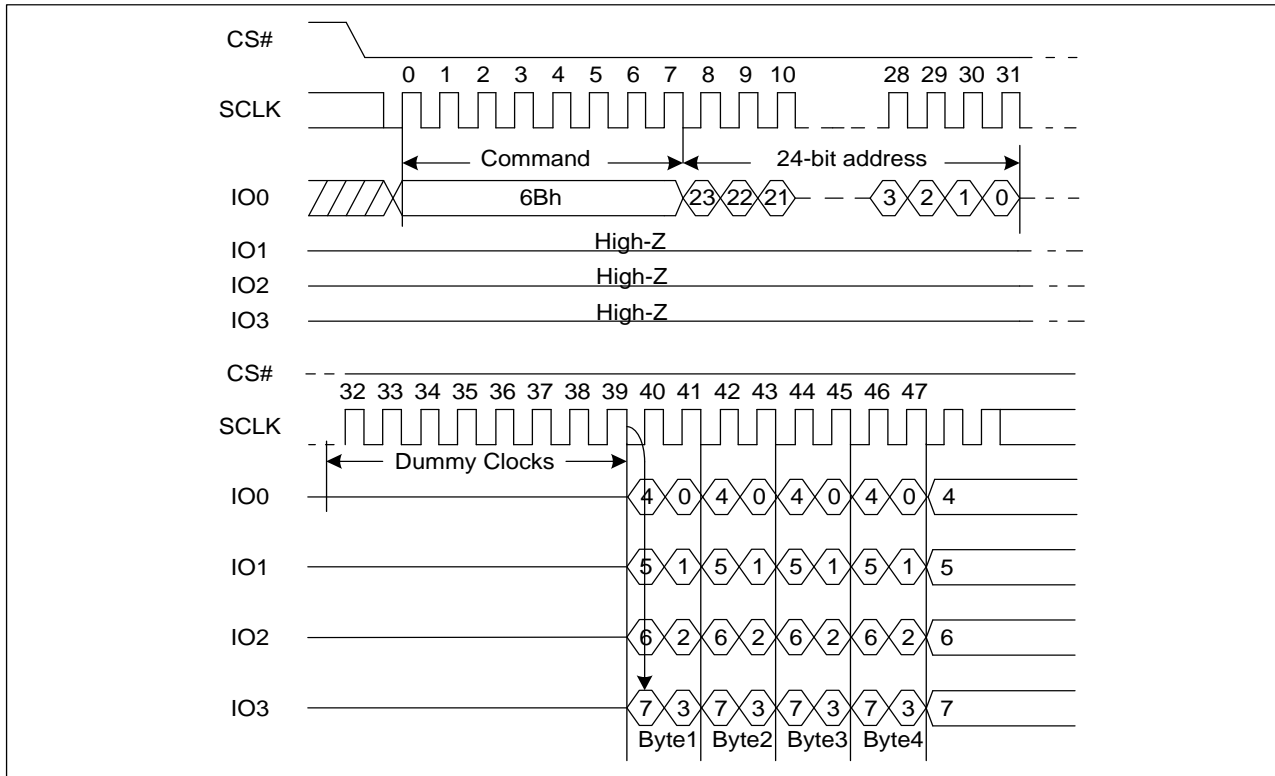 CS#
0 1 2 3 4 5 6 7 8 9 10 28 29 30 31
SCLK
Command 24-bit address
IO0 6Bh 23 22 21 3 2 1 0
IO1 High-Z
IO2 High-Z
IO3 High-Z
CS#
32 33 34 35 36 37 38 39 40 41 42 43 44 45 46 47
SCLK
Dummy Clocks
IO0 4 0 4 0 4 0 4 0 4
IO1 5 1 5 1 5 1 5 1 5
IO2 6 2 6 2 6 2 6 2 6
IO3 7 3 7 3 7 3 7 3 7
Byte1 Byte2 Byte3 Byte4